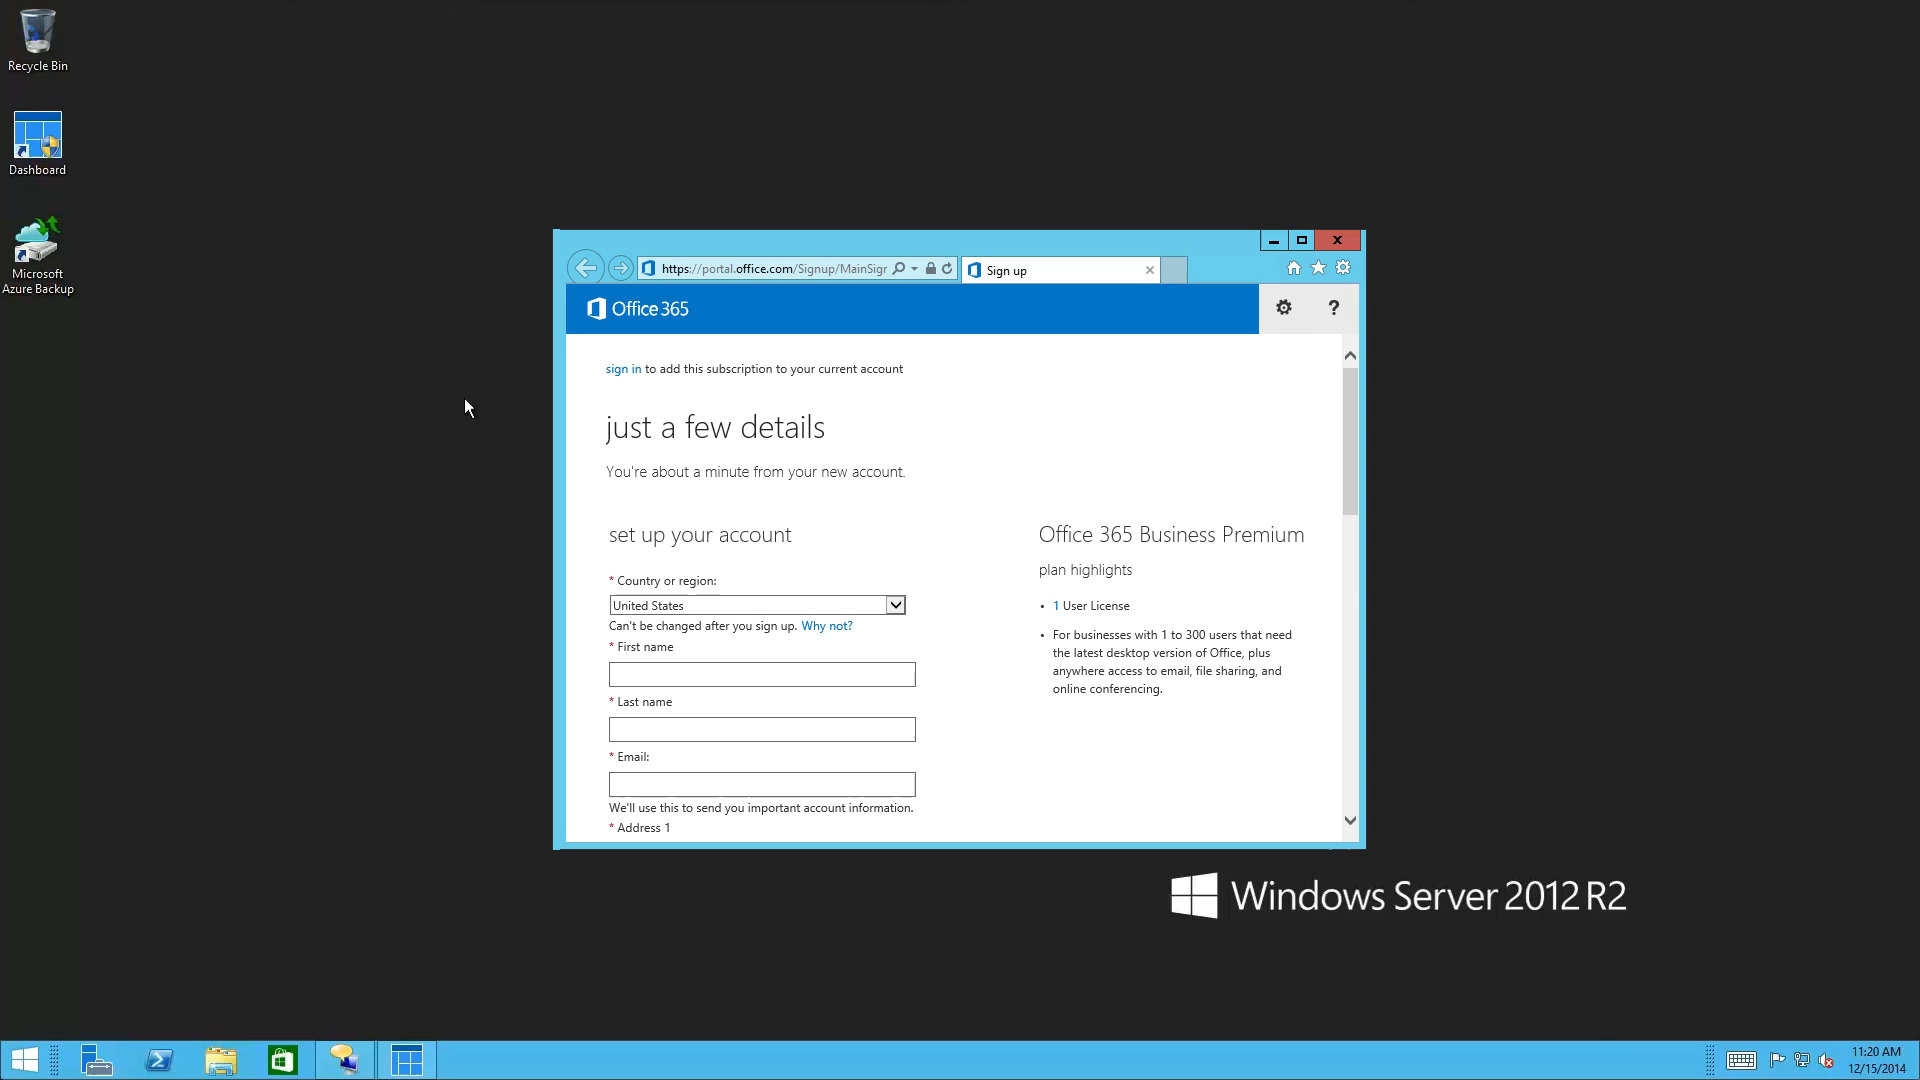 Recycle Bin
Dashboard
Microsoft
Azure Backup
https://portal.office.com/Signup/MainSigr
Sign up
Office 365
?
sign in to add this subscription to your current account
just a few details
You're about a minute from your new account.
set up your account
* Country or region:
United States
Can't be changed after you sign up. Why not?
* First name
* Last name
* Email:
We'll use this to send you important account information.
* Address 1
Office 365 Business Premium
plan highlights
• 1 User License
• For businesses with 1 to 300 users that need
the latest desktop version of Office, plus
anywhere access to email, file sharing, and
online conferencing.
Windows Server 2012 R2
11:20 AM
12/15/2014